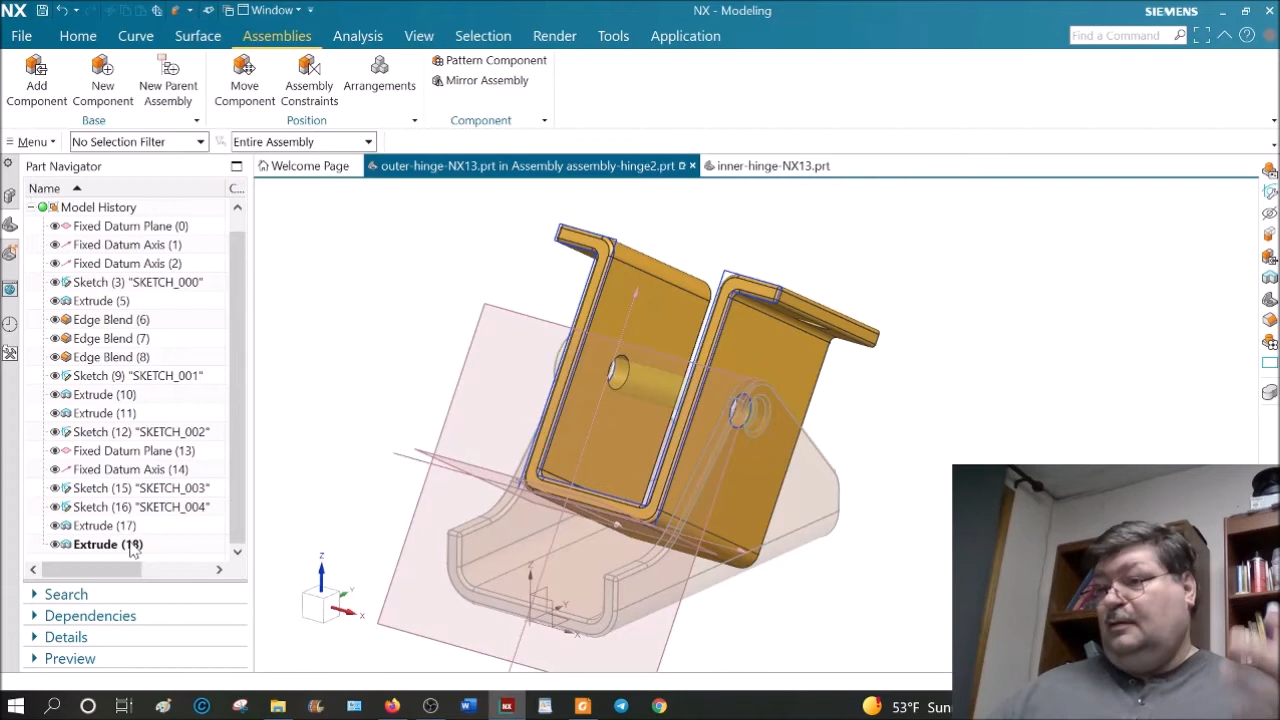 NX
Window
NX - Modeling
SIEMENS
File Home Curve Surface Assemblies Analysis View Selection Render Tools Application
Find a Command
Add Component
New Component
New Parent Assembly
Move Component
Assembly Constraints
Arrangements
Pattern Component
Mirror Assembly
Base
Position
Component
Menu
No Selection Filter
Entire Assembly
Part Navigator
Welcome Page
outer-hinge-NX13.prt in Assembly assembly-hinge2.prt
inner-hinge-NX13.prt
Name
C...
Model History
Fixed Datum Plane (0)
Fixed Datum Axis (1)
Fixed Datum Axis (2)
Sketch (3) "SKETCH_000"
Extrude (5)
Edge Blend (6)
Edge Blend (7)
Edge Blend (8)
Sketch (9) "SKETCH_001"
Extrude (10)
Extrude (11)
Sketch (12) "SKETCH_002"
Fixed Datum Plane (13)
Fixed Datum Axis (14)
Sketch (15) "SKETCH_003"
Sketch (16) "SKETCH_004"
Extrude (17)
Extrude (18)
Search
Dependencies
Details
Preview
Z
Y
X
Z
Y
X
53°F Sun